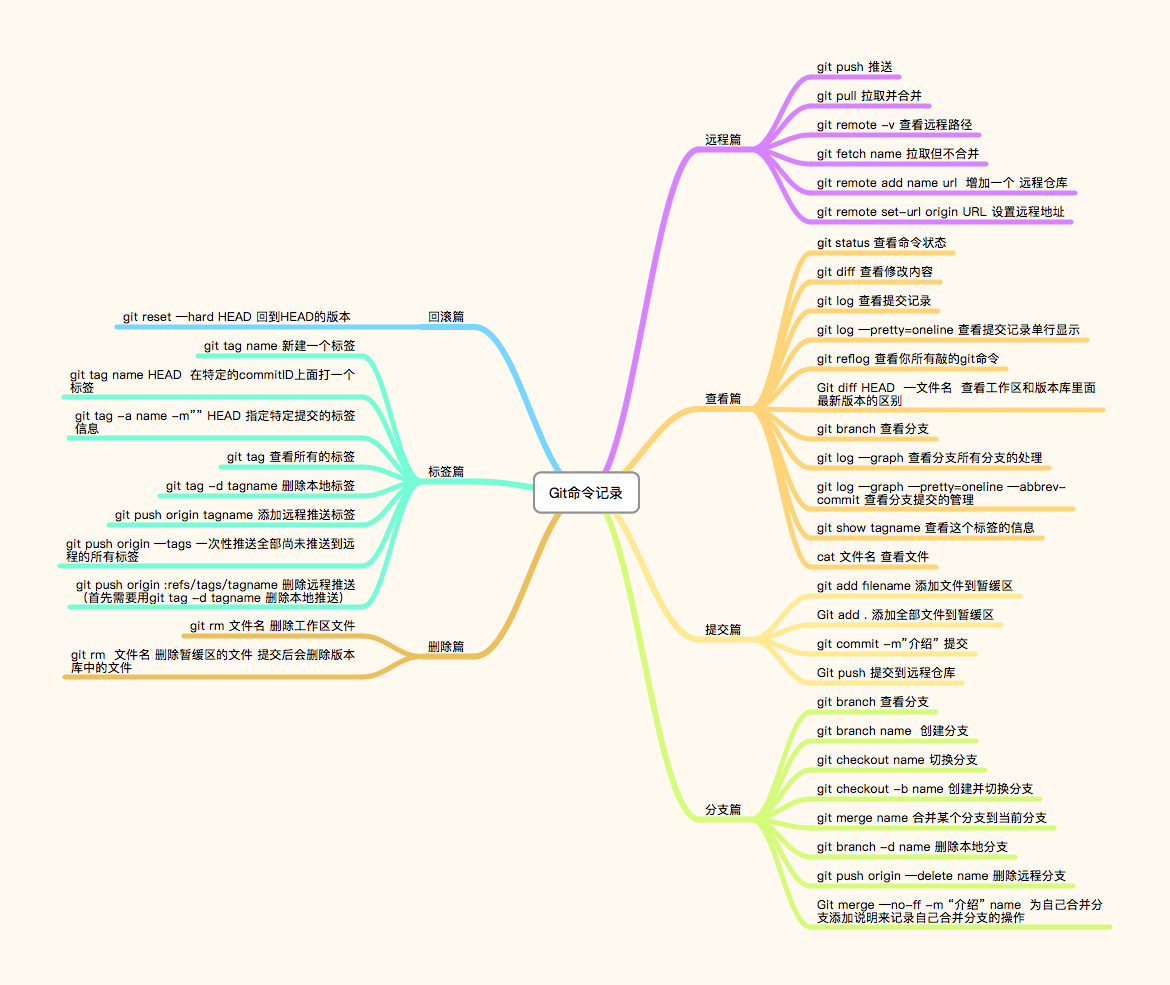 Git命令记录
远程篇
git push 推送
git pull 拉取并合并
git remote –v 查看远程路径
git fetch name 拉取但不合并
git remote add name url  增加一个 远程仓库
git remote set-url origin URL 设置远程地址
查看篇
git status 查看命令状态
git diff 查看修改内容
git log 查看提交记录
git log —pretty=oneline 查看提交记录单行显示
git reflog 查看你所有敲的git命令
Git diff HEAD  —文件名  查看工作区和版本库里面
最新版本的区别
git branch 查看分支
git log —graph 查看分支所有分支的处理
git log —graph —pretty=oneline —abbrev-
commit 查看分支提交的管理
git show tagname 查看这个标签的信息
cat 文件名 查看文件
提交篇
git add filename 添加文件到暂缓区
Git add . 添加全部文件到暂缓区
git commit –m”介绍” 提交
Git push 提交到远程仓库
分支篇
git branch 查看分支
git branch name  创建分支
git checkout name 切换分支
git checkout –b name 创建并切换分支
git merge name 合并某个分支到当前分支
git branch –d name 删除本地分支
git push origin —delete name 删除远程分支
Git merge —no-ff –m “介绍” name  为自己合并分
支添加说明来记录自己合并分支的操作
回滚篇
git reset —hard HEAD 回到HEAD的版本
标签篇
git tag name 新建一个标签
git tag name HEAD  在特定的commitID上面打一个
标签
git tag –a name –m”” HEAD 指定特定提交的标签
信息
git tag 查看所有的标签
git tag –d tagname 删除本地标签
git push origin tagname 添加远程推送标签
git push origin —tags 一次性推送全部尚未推送到远
程的所有标签
git push origin :refs/tags/tagname 删除远程推送
（首先需要用git tag –d tagname 删除本地推送）
删除篇
git rm 文件名 删除工作区文件
git rm  文件名 删除暂缓区的文件 提交后会删除版本
库中的文件